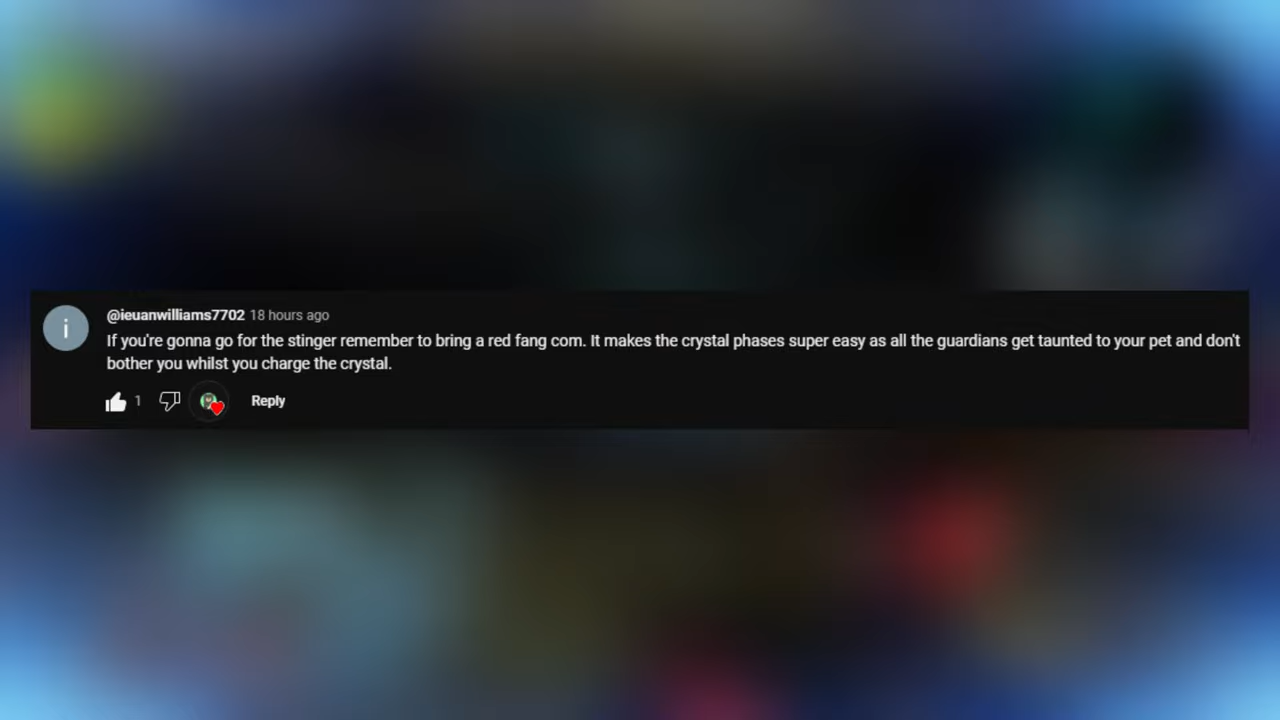 i
@ieuanwilliams7702 18 hours ago
If you're gonna go for the stinger remember to bring a red fang com. It makes the crystal phases super easy as all the guardians get taunted to your pet and don't
bother you whilst you charge the crystal.
1 Reply